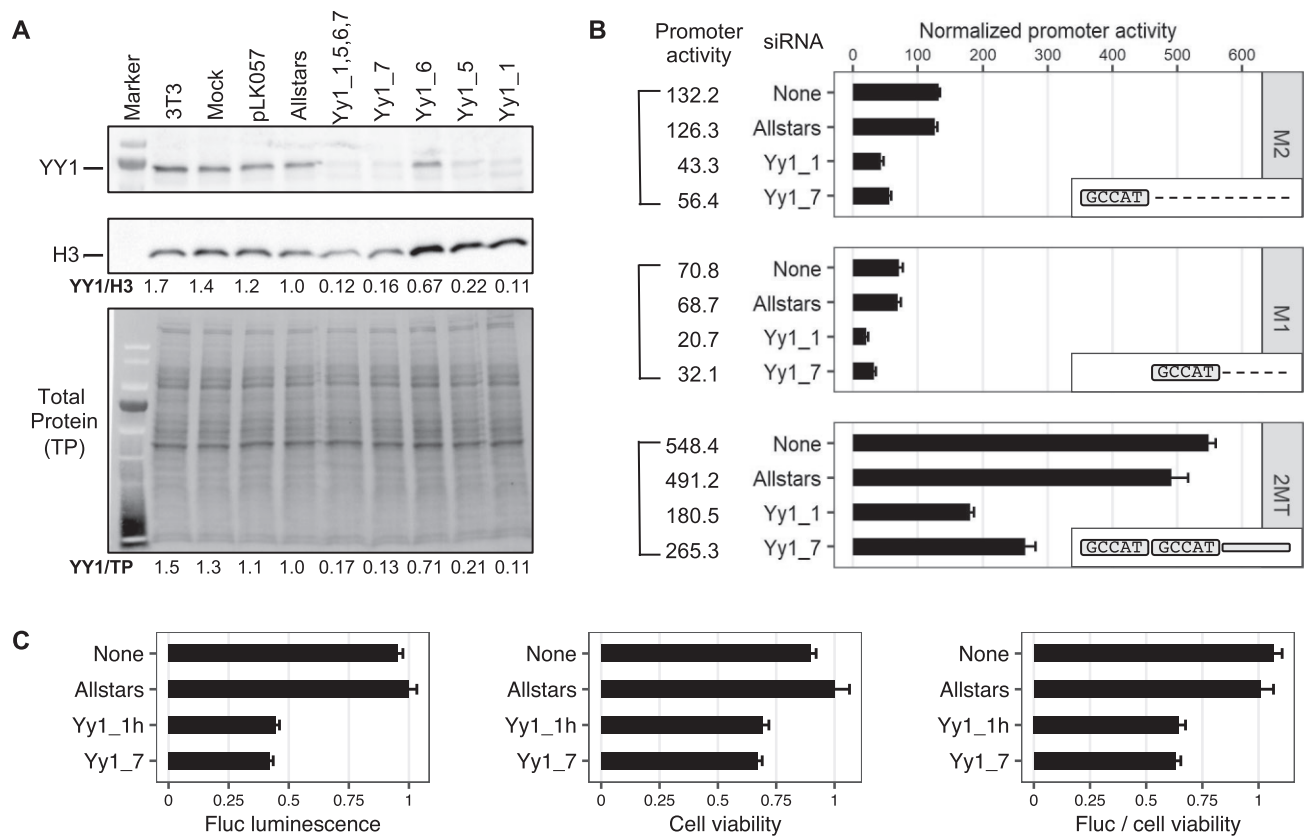 A
Marker
3T3
Mock
pLK057
Allstars
Yy1_1,5,6,7
Yy1_7
Yy1_6
Yy1_5
Yy1_1
YY1
H3
YY1/H3 1.7 1.4 1.2 1.0 0.12 0.16 0.67 0.22 0.11
Total
Protein
(TP)
YY1/TP 1.5 1.3 1.1 1.0 0.17 0.13 0.71 0.21 0.11
B
Promoter
activity
siRNA
Normalized promoter activity
0 100 200 300 400 500 600
132.2 None
126.3 Allstars
43.3 Yy1_1
56.4 Yy1_7
M2
GCCAT
70.8 None
68.7 Allstars
20.7 Yy1_1
32.1 Yy1_7
M1
GCCAT
548.4 None
491.2 Allstars
180.5 Yy1_1
265.3 Yy1_7
2MT
GCCAT GCCAT
C
None
Allstars
Yy1_1h
Yy1_7
0 0.25 0.5 0.75 1
Fluc luminescence
None
Allstars
Yy1_1h
Yy1_7
0 0.25 0.5 0.75 1
Cell viability
None
Allstars
Yy1_1h
Yy1_7
0 0.25 0.5 0.75 1
Fluc / cell viability